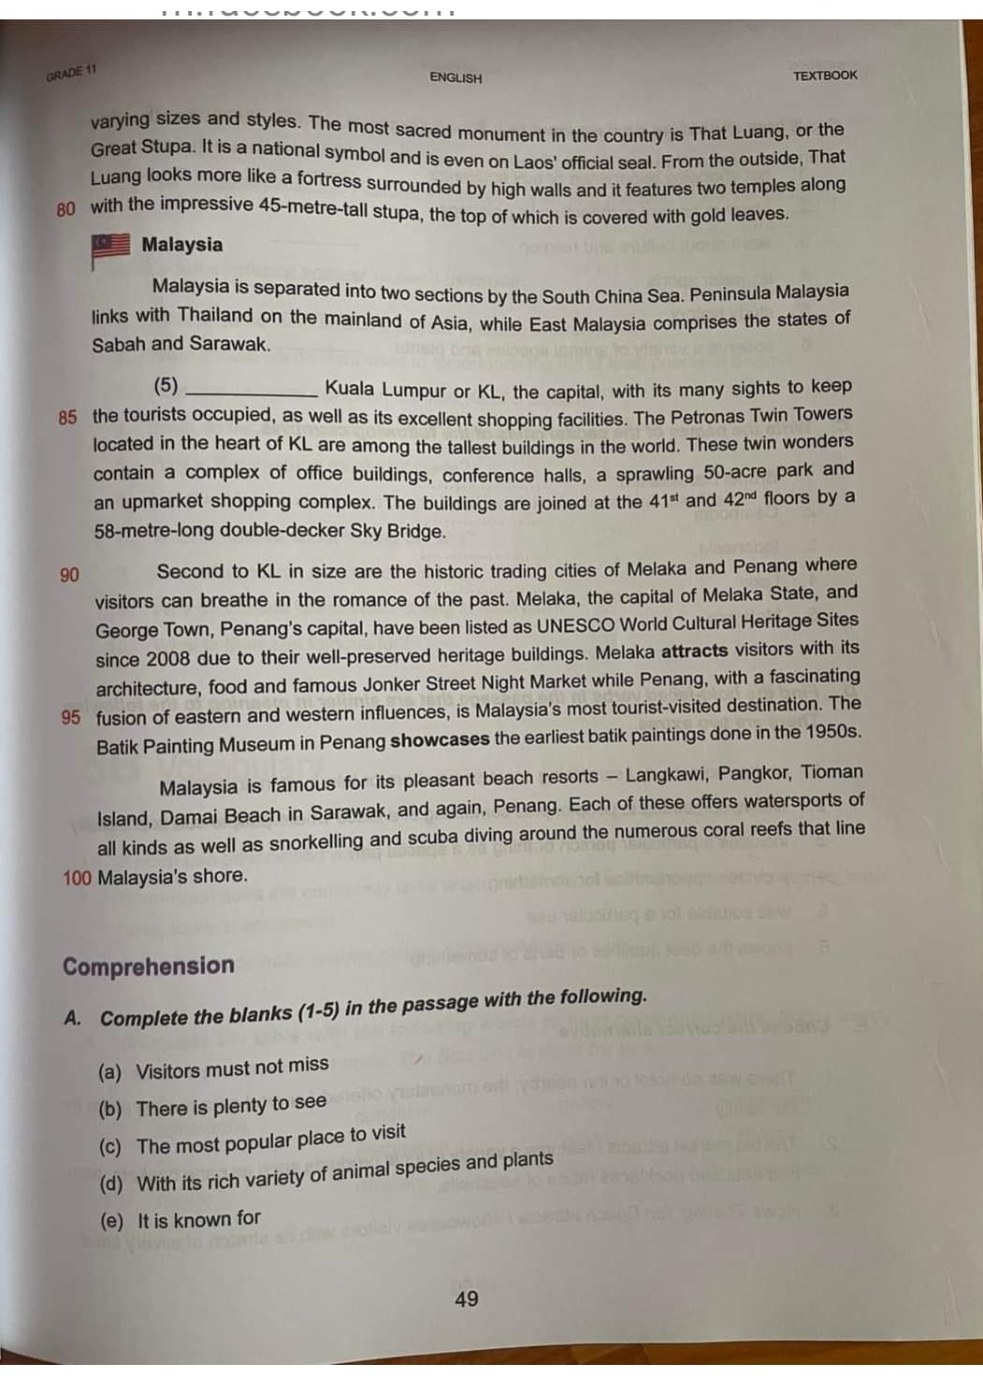 GRADE 11 ENGLISH TEXTBOOK
varying sizes and styles. The most sacred monument in the country is That Luang, or the
Great Stupa. It is a national symbol and is even on Laos' official seal. From the outside, That
Luang looks more like a fortress surrounded by high walls and it features two temples along
80 with the impressive 45-metre-tall stupa, the top of which is covered with gold leaves.
Malaysia
Malaysia is separated into two sections by the South China Sea. Peninsula Malaysia
links with Thailand on the mainland of Asia, while East Malaysia comprises the states of
Sabah and Sarawak.
(5) ____________ Kuala Lumpur or KL, the capital, with its many sights to keep
85 the tourists occupied, as well as its excellent shopping facilities. The Petronas Twin Towers
located in the heart of KL are among the tallest buildings in the world. These twin wonders
contain a complex of office buildings, conference halls, a sprawling 50-acre park and
an upmarket shopping complex. The buildings are joined at the 41st and 42nd floors by a
58-metre-long double-decker Sky Bridge.
90 Second to KL in size are the historic trading cities of Melaka and Penang where
visitors can breathe in the romance of the past. Melaka, the capital of Melaka State, and
George Town, Penang's capital, have been listed as UNESCO World Cultural Heritage Sites
since 2008 due to their well-preserved heritage buildings. Melaka attracts visitors with its
architecture, food and famous Jonker Street Night Market while Penang, with a fascinating
95 fusion of eastern and western influences, is Malaysia's most tourist-visited destination. The
Batik Painting Museum in Penang showcases the earliest batik paintings done in the 1950s.
Malaysia is famous for its pleasant beach resorts – Langkawi, Pangkor, Tioman
Island, Damai Beach in Sarawak, and again, Penang. Each of these offers watersports of
all kinds as well as snorkelling and scuba diving around the numerous coral reefs that line
100 Malaysia's shore.
Comprehension
A. Complete the blanks (1-5) in the passage with the following.
(a) Visitors must not miss
(b) There is plenty to see
(c) The most popular place to visit
(d) With its rich variety of animal species and plants
(e) It is known for
49